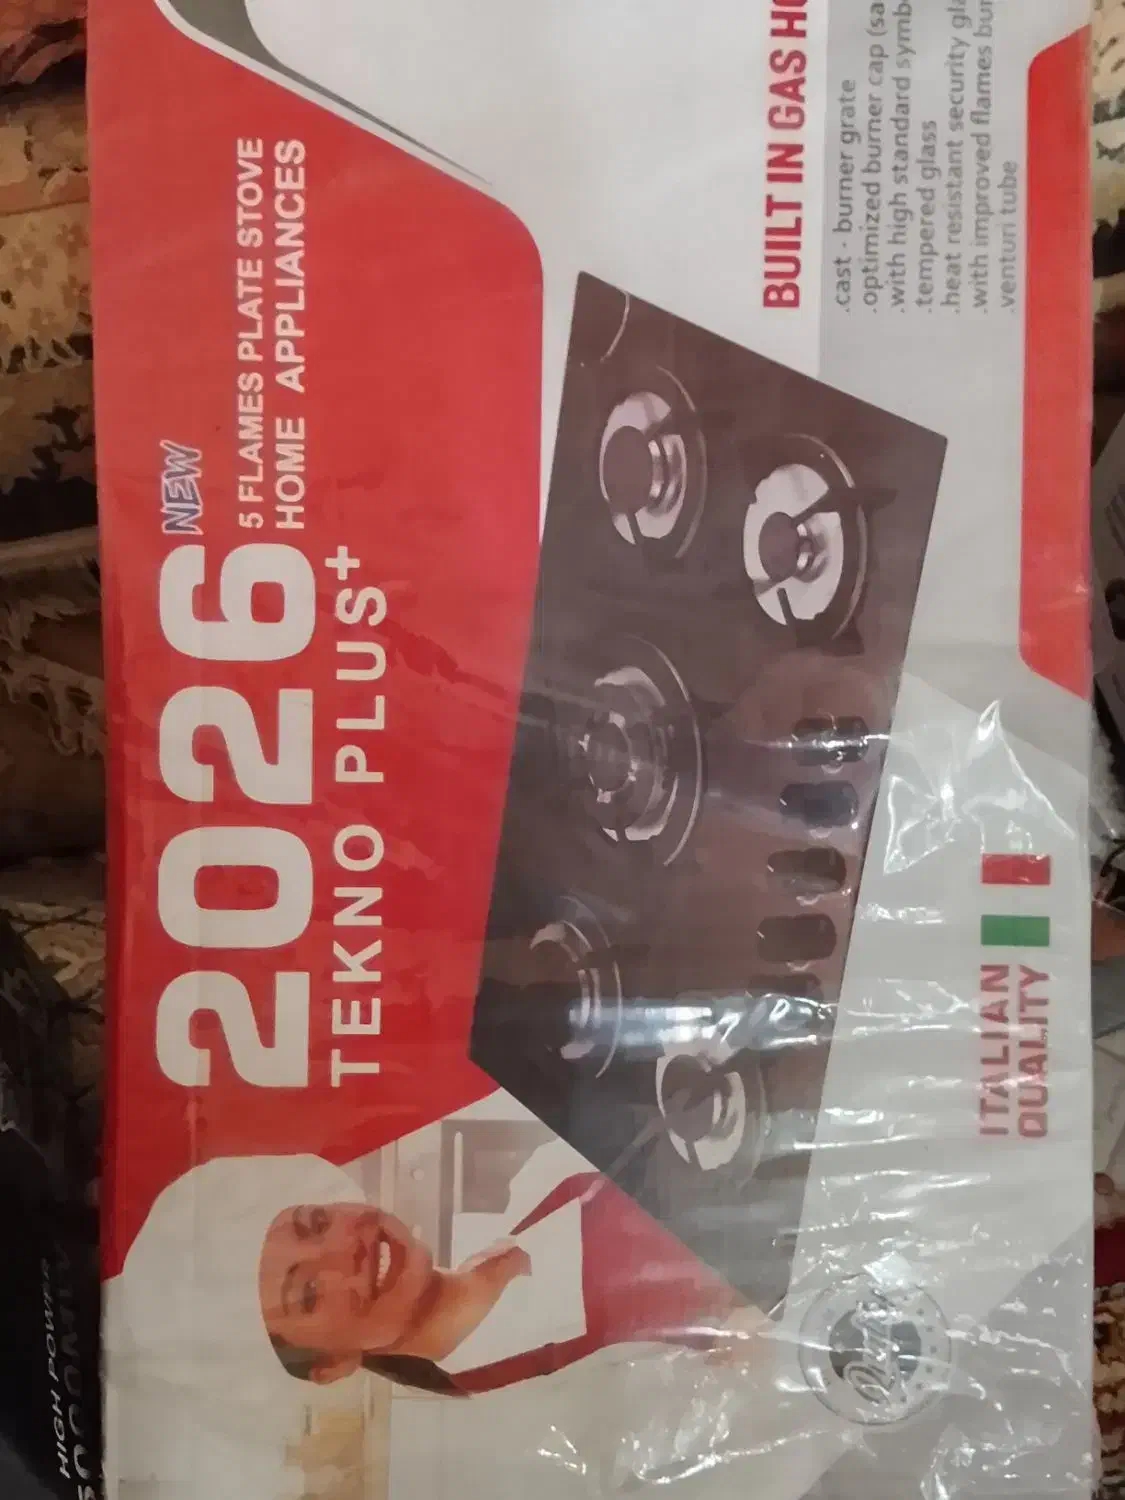 2026 NEW
5 FLAMES PLATE STOVE
HOME APPLIANCES
TEKNO PLUS+
BUILT IN GAS
.cast - burner grate
.optimized burner cap
.with high standard
.tempered glass
.heat resistant security
.with improved flames
.venturi tube
ITALIAN
QUALITY
Quality
HIGH POWER